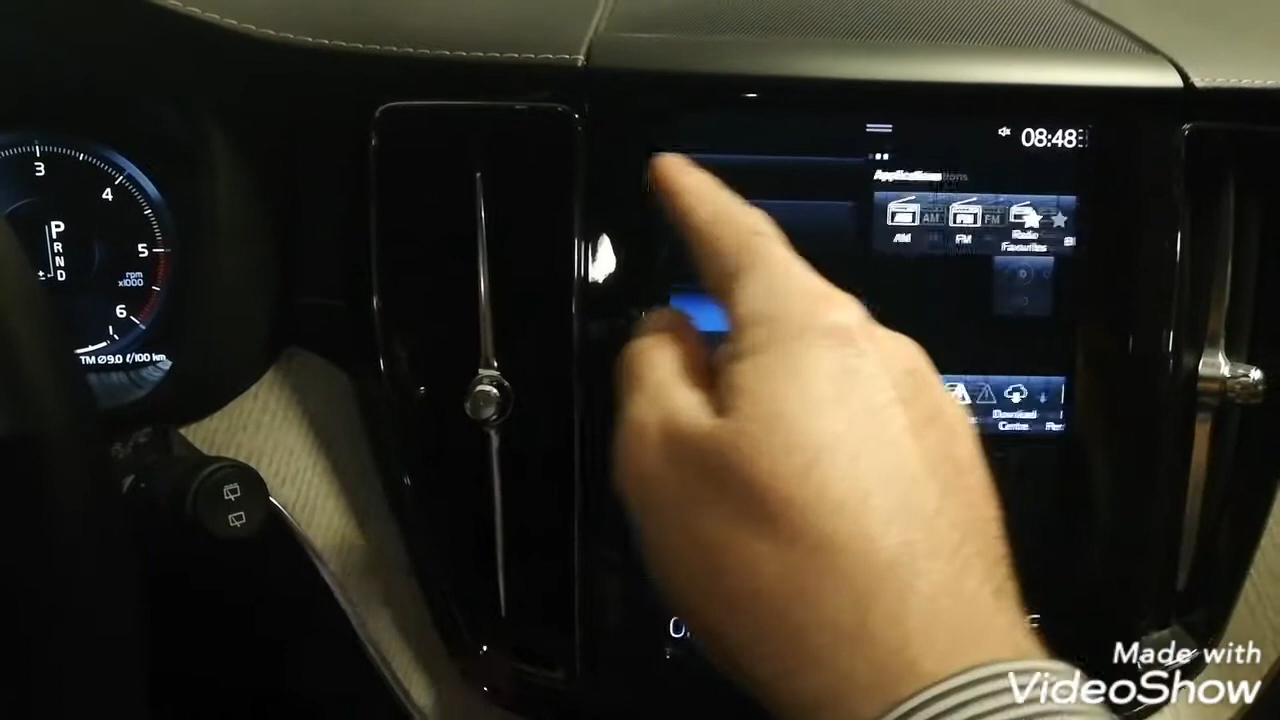 3
4
5
6
P
R
N
D
±
rpm
x1000
TM Ø9.0 ℓ/100 km
08:48
Applications
AM
FM
Radio
Favourites
AM
FM
Download
Centre
Made with
VideoShow